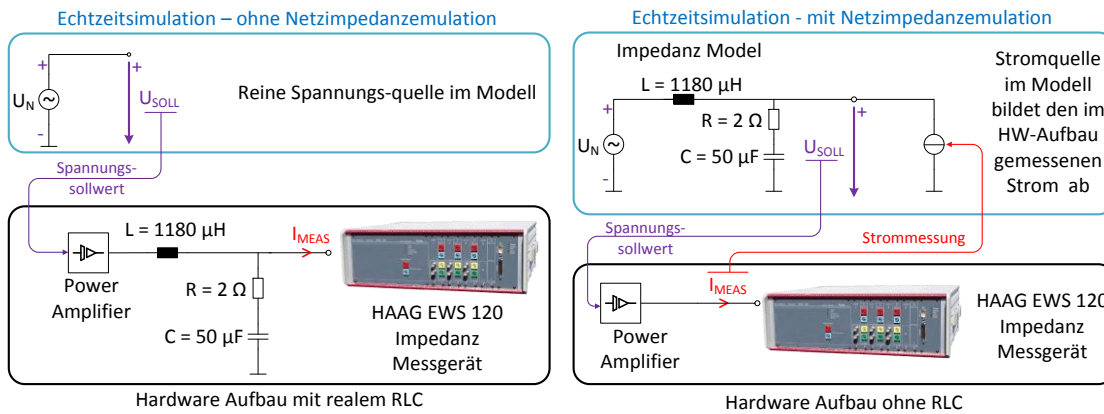 Echtzeitsimulation – ohne Netzimpedanzemulation
U_N
U_SOLL
Reine Spannungs-quelle im Modell
+
-
+
Spannungs-
sollwert
L = 1180 µH
I_MEAS
R = 2 Ω
C = 50 µF
Power
Amplifier
HAAG EWS 120
Impedanz
Messgerät
Hardware Aufbau mit realem RLC
Echtzeitsimulation - mit Netzimpedanzemulation
Impedanz Model
L = 1180 µH
R = 2 Ω
C = 50 µF
U_N
+
-
U_SOLL
+
Stromquelle
im Modell
bildet den im
HW-Aufbau
gemessenen
Strom ab
Spannungs-
sollwert
Strommessung
I_MEAS
Power
Amplifier
HAAG EWS 120
Impedanz
Messgerät
Hardware Aufbau ohne RLC